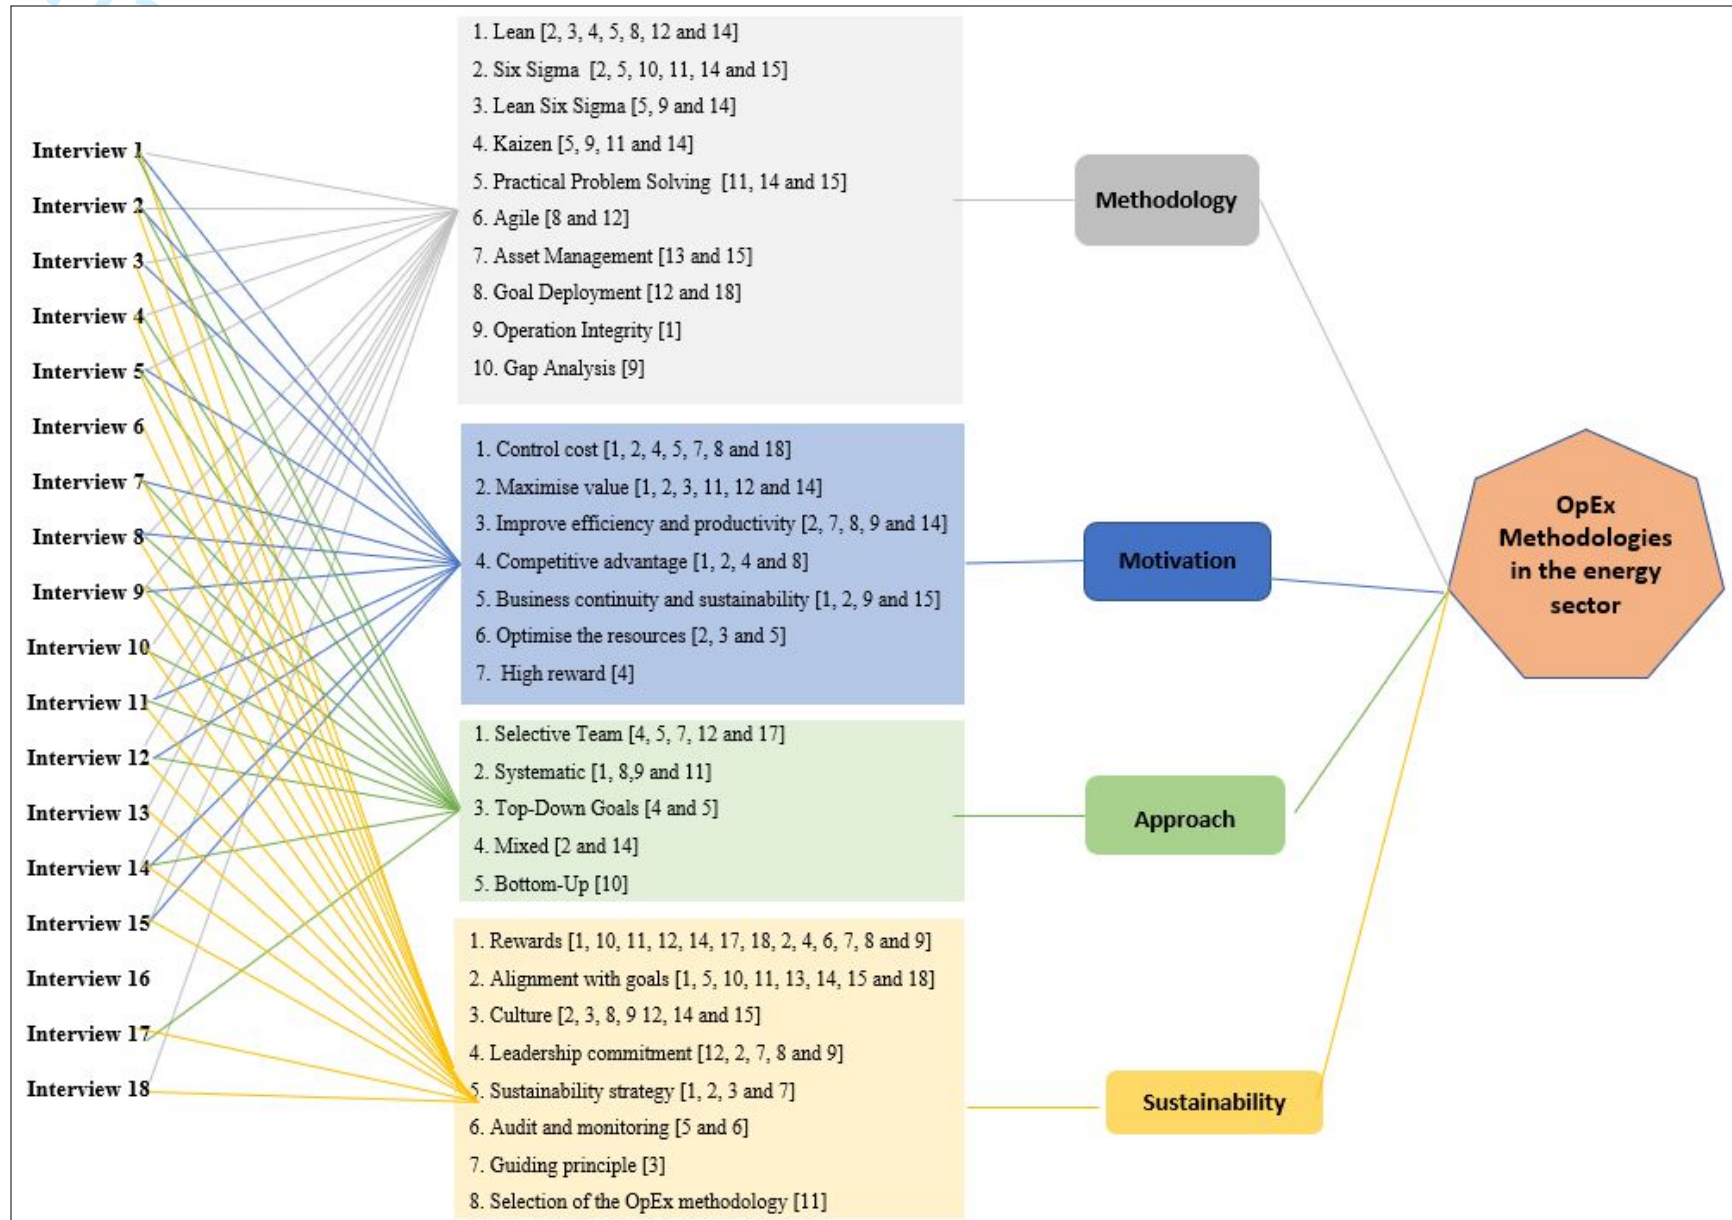 Interview 1
Interview 2
Interview 3
Interview 4
Interview 5
Interview 6
Interview 7
Interview 8
Interview 9
Interview 10
Interview 11
Interview 12
Interview 13
Interview 14
Interview 15
Interview 16
Interview 17
Interview 18
1. Lean [2, 3, 4, 5, 8, 12 and 14]
2. Six Sigma [2, 5, 10, 11, 14 and 15]
3. Lean Six Sigma [5, 9 and 14]
4. Kaizen [5, 9, 11 and 14]
5. Practical Problem Solving [11, 14 and 15]
6. Agile [8 and 12]
7. Asset Management [13 and 15]
8. Goal Deployment [12 and 18]
9. Operation Integrity [1]
10. Gap Analysis [9]
1. Control cost [1, 2, 4, 5, 7, 8 and 18]
2. Maximise value [1, 2, 3, 11, 12 and 14]
3. Improve efficiency and productivity [2, 7, 8, 9 and 14]
4. Competitive advantage [1, 2, 4 and 8]
5. Business continuity and sustainability [1, 2, 9 and 15]
6. Optimise the resources [2, 3 and 5]
7. High reward [4]
1. Selective Team [4, 5, 7, 12 and 17]
2. Systematic [1, 8,9 and 11]
3. Top-Down Goals [4 and 5]
4. Mixed [2 and 14]
5. Bottom-Up [10]
1. Rewards [1, 10, 11, 12, 14, 17, 18, 2, 4, 6, 7, 8 and 9]
2. Alignment with goals [1, 5, 10, 11, 13, 14, 15 and 18]
3. Culture [2, 3, 8, 9 12, 14 and 15]
4. Leadership commitment [12, 2, 7, 8 and 9]
5. Sustainability strategy [1, 2, 3 and 7]
6. Audit and monitoring [5 and 6]
7. Guiding principle [3]
8. Selection of the OpEx methodology [11]
Methodology
Motivation
Approach
Sustainability
OpEx
Methodologies
in the energy
sector